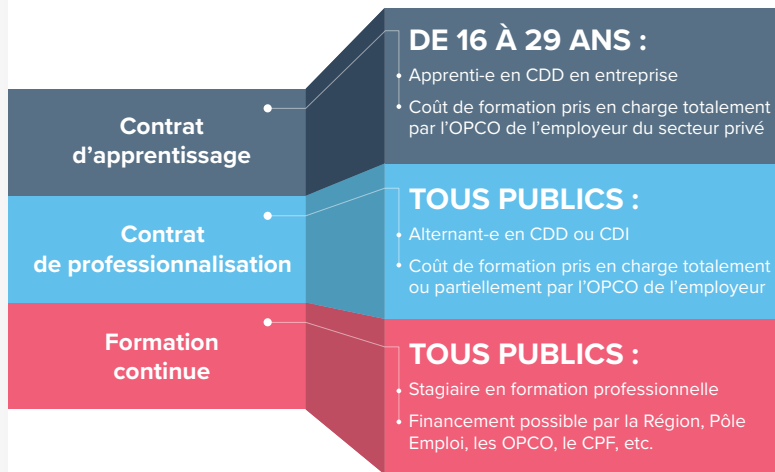 Contrat
d'apprentissage
DE 16 À 29 ANS :
• Apprenti-e en CDD en entreprise
• Coût de formation pris en charge totalement
par l'OPCO de l'employeur du secteur privé
Contrat
de professionnalisation
TOUS PUBLICS :
• Alternant-e en CDD ou CDI
• Coût de formation pris en charge totalement
ou partiellement par l'OPCO de l'employeur
Formation
continue
TOUS PUBLICS :
• Stagiaire en formation professionnelle
• Financement possible par la Région, Pôle
Emploi, les OPCO, le CPF, etc.